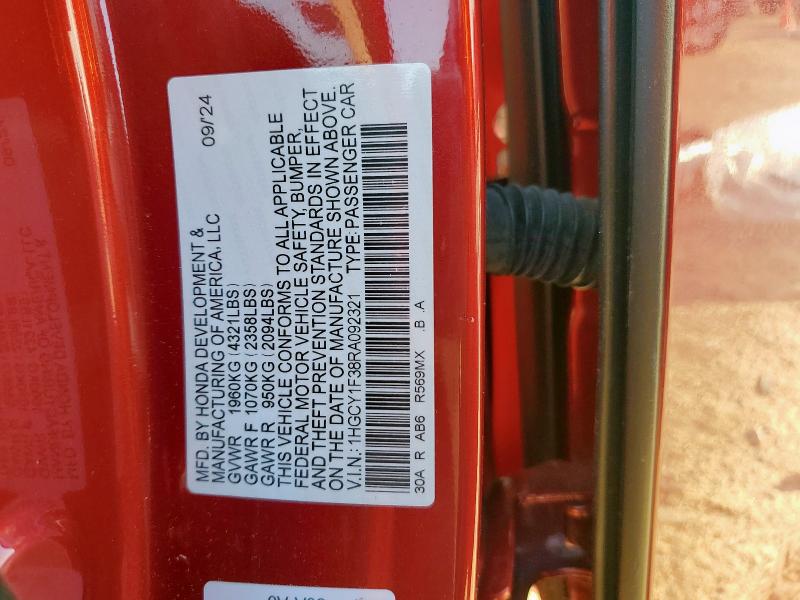 MFD. BY HONDA DEVELOPMENT & 09/24
MANUFACTURING OF AMERICA, LLC
GVWR 1960KG (4321LBS)
GAWR F 1070KG (2358LBS)
GAWR R 950KG (2094LBS)
THIS VEHICLE CONFORMS TO ALL APPLICABLE
FEDERAL MOTOR VEHICLE SAFETY, BUMPER,
AND THEFT PREVENTION STANDARDS IN EFFECT
ON THE DATE OF MANUFACTURE SHOWN ABOVE.
V.I.N.: 1HGCY1F38RA092321 TYPE: PASSENGER CAR
30A R AB6 R569MX .B .A